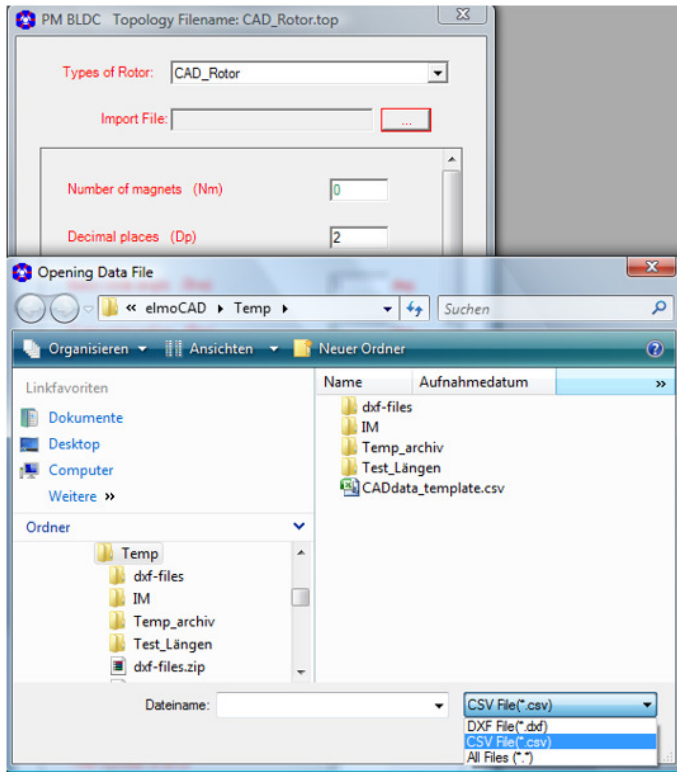 PM BLDC Topology Filename: CAD_Rotor.top
Types of Rotor: CAD_Rotor
Import File: ...
Number of magnets (Nm) 0
Decimal places (Dp) 2
Opening Data File
« elmoCAD Temp Suchen
Organisieren Ansichten Neuer Ordner
Linkfavoriten
Dokumente
Desktop
Computer
Weitere »
Ordner
Temp
dxf-files
IM
Temp_archiv
Test_Längen
dxf-files.zip
Name Aufnahmedatum »
dxf-files
IM
Temp_archiv
Test_Längen
CADdata_template.csv
Dateiname: CSV File(*.csv)
DXF File(*.dxf)
CSV File(*.csv)
All Files (*.*)